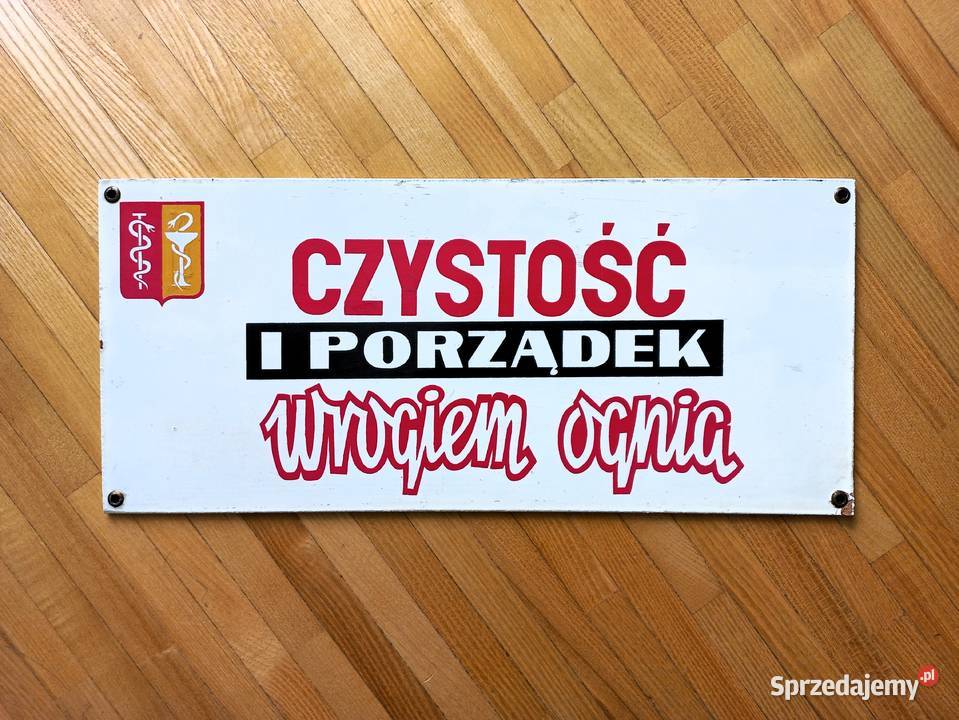 CZYSTOŚĆ
I PORZĄDEK
wrogiem ognia
Sprzedajemy.pl